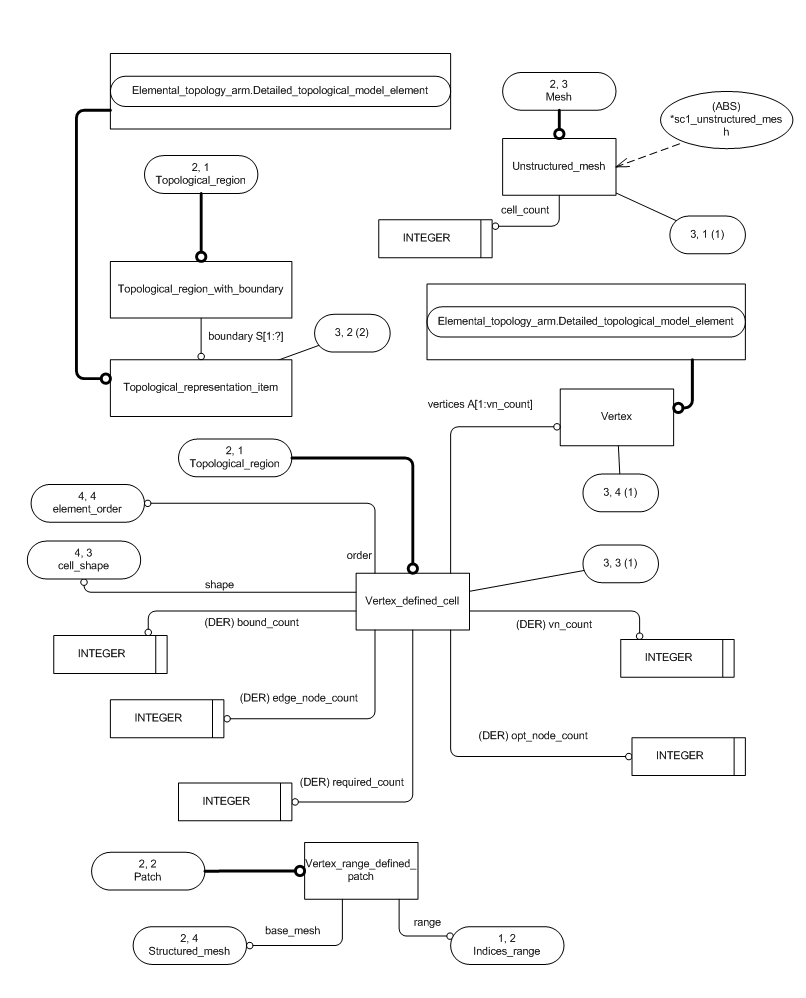 Elemental_topology_arm.Detailed_topological_model_element
2, 3
Mesh
(ABS)
*sc1_unstructured_mes
h
Unstructured_mesh
2, 1
Topological_region
cell_count
INTEGER
3, 1 (1)
Topological_region_with_boundary
boundary S[1:?]
3, 2 (2)
Elemental_topology_arm.Detailed_topological_model_element
Topological_representation_item
vertices A[1:vn_count]
Vertex
2, 1
Topological_region
3, 4 (1)
4, 4
element_order
order
4, 3
cell_shape
shape
3, 3 (1)
Vertex_defined_cell
(DER) bound_count
(DER) vn_count
INTEGER
INTEGER
(DER) edge_node_count
INTEGER
(DER) opt_node_count
INTEGER
(DER) required_count
INTEGER
2, 2
Patch
Vertex_range_defined_
patch
base_mesh
range
2, 4
Structured_mesh
1, 2
Indices_range